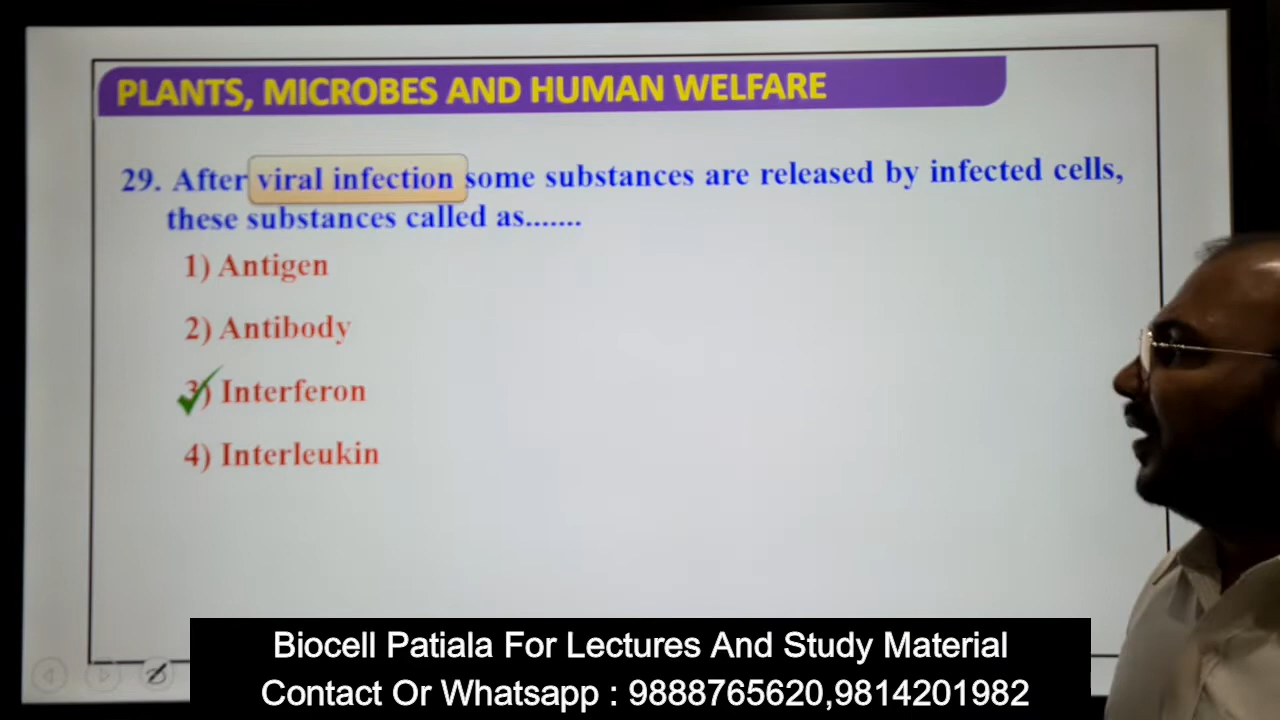 PLANTS, MICROBES AND HUMAN WELFARE
29. After viral infection some substances are released by infected cells,
these substances called as.......
1) Antigen
2) Antibody
3) Interferon
4) Interleukin
Biocell Patiala For Lectures And Study Material
Contact Or Whatsapp : 9888765620,9814201982